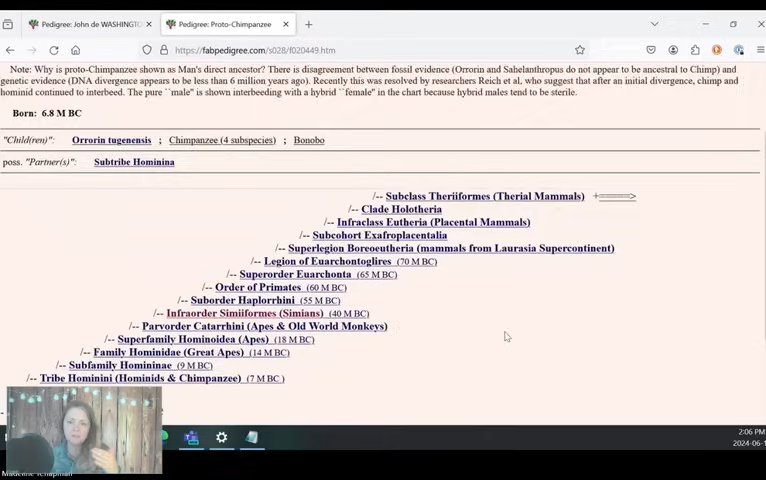 Pedigree: John de WASHINGTO
Pedigree: Proto-Chimpanzee
https://fabpedigree.com/s028/f020449.htm
Note: Why is proto-Chimpanzee shown as Man's direct ancestor? There is disagreement between fossil evidence (Orrorin and Sahelanthropus do not appear to be ancestral to Chimp) and
genetic evidence (DNA divergence appears to be less than 6 million years ago). Recently this was resolved by researchers Reich et al, who suggest that after an initial divergence, chimp and
hominid continued to interbeed. The pure ``male'' is shown interbeeding with a hybrid ``female'' in the chart because hybrid males tend to be sterile.
Born: 6.8 M BC
"Child(ren)": Orrorin tugenensis ; Chimpanzee (4 subspecies) ; Bonobo
poss. "Partner(s)": Subtribe Hominina
/-- Subclass Theriiformes (Therial Mammals) +=====>
/-- Clade Holotheria
/-- Infraclass Eutheria (Placental Mammals)
/-- Subcohort Exafroplacentalia
/-- Superlegion Boreoeutheria (mammals from Laurasia Supercontinent)
/-- Legion of Euarchontoglires (70 M BC)
/-- Superorder Euarchonta (65 M BC)
/-- Order of Primates (60 M BC)
/-- Suborder Haplorrhini (55 M BC)
/-- Infraorder Simiiformes (Simians) (40 M BC)
/-- Parvorder Catarrhini (Apes & Old World Monkeys)
/-- Superfamily Hominoidea (Apes) (18 M BC)
/-- Family Hominidae (Great Apes) (14 M BC)
/-- Subfamily Homininae (9 M BC)
/-- Tribe Hominini (Hominids & Chimpanzee) (7 M BC )
2:06 PM
2024-06-1